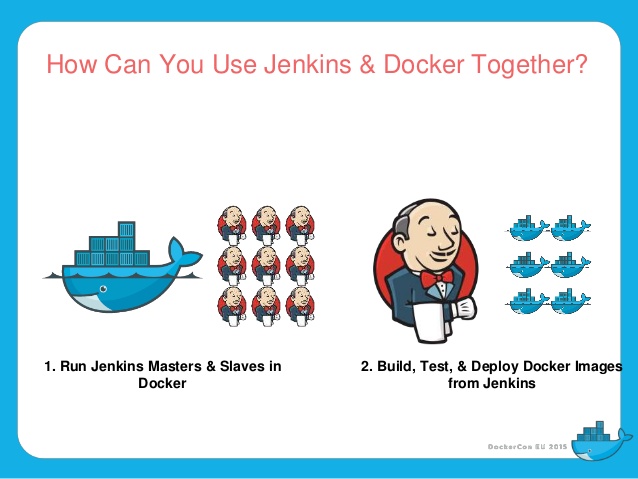 How Can You Use Jenkins & Docker Together?
1. Run Jenkins Masters & Slaves in
Docker
2. Build, Test, & Deploy Docker Images
from Jenkins
DockerCon EU 2015